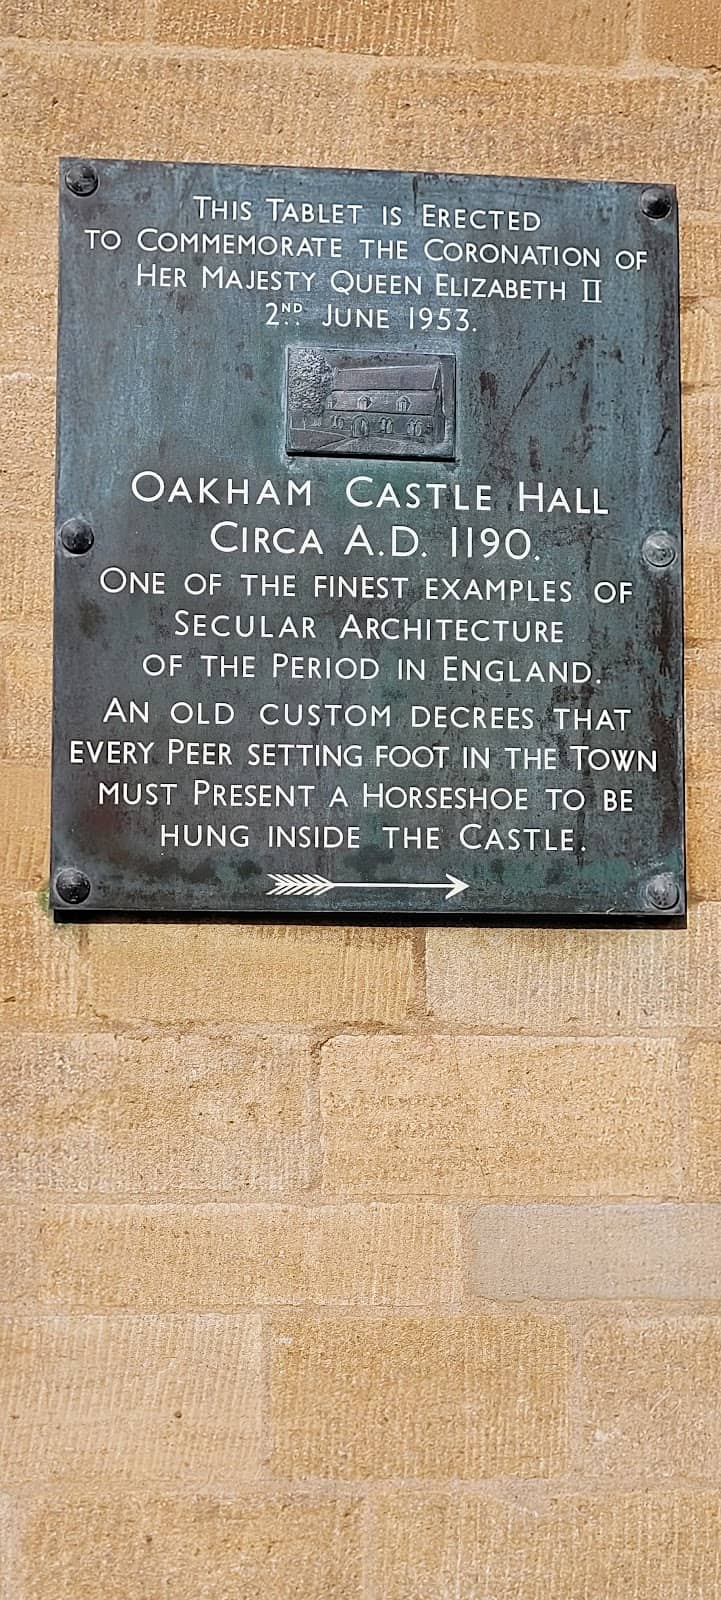 THIS TABLET IS ERECTED
TO COMMEMORATE THE CORONATION OF
HER MAJESTY QUEEN ELIZABETH II
2ND JUNE 1953.
OAKHAM CASTLE HALL
CIRCA A.D. 1190.
ONE OF THE FINEST EXAMPLES OF
SECULAR ARCHITECTURE
OF THE PERIOD IN ENGLAND.
AN OLD CUSTOM DECREES THAT
EVERY PEER SETTING FOOT IN THE TOWN
MUST PRESENT A HORSESHOE TO BE
HUNG INSIDE THE CASTLE.